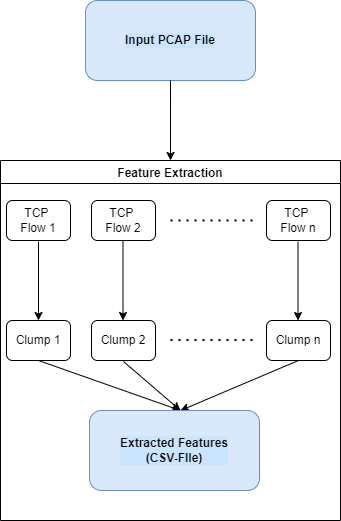 Input PCAP File
Feature Extraction
TCP
Flow 1
TCP
Flow 2
TCP
Flow n
Clump 1
Clump 2
Clump n
Extracted Features
(CSV-FIle)